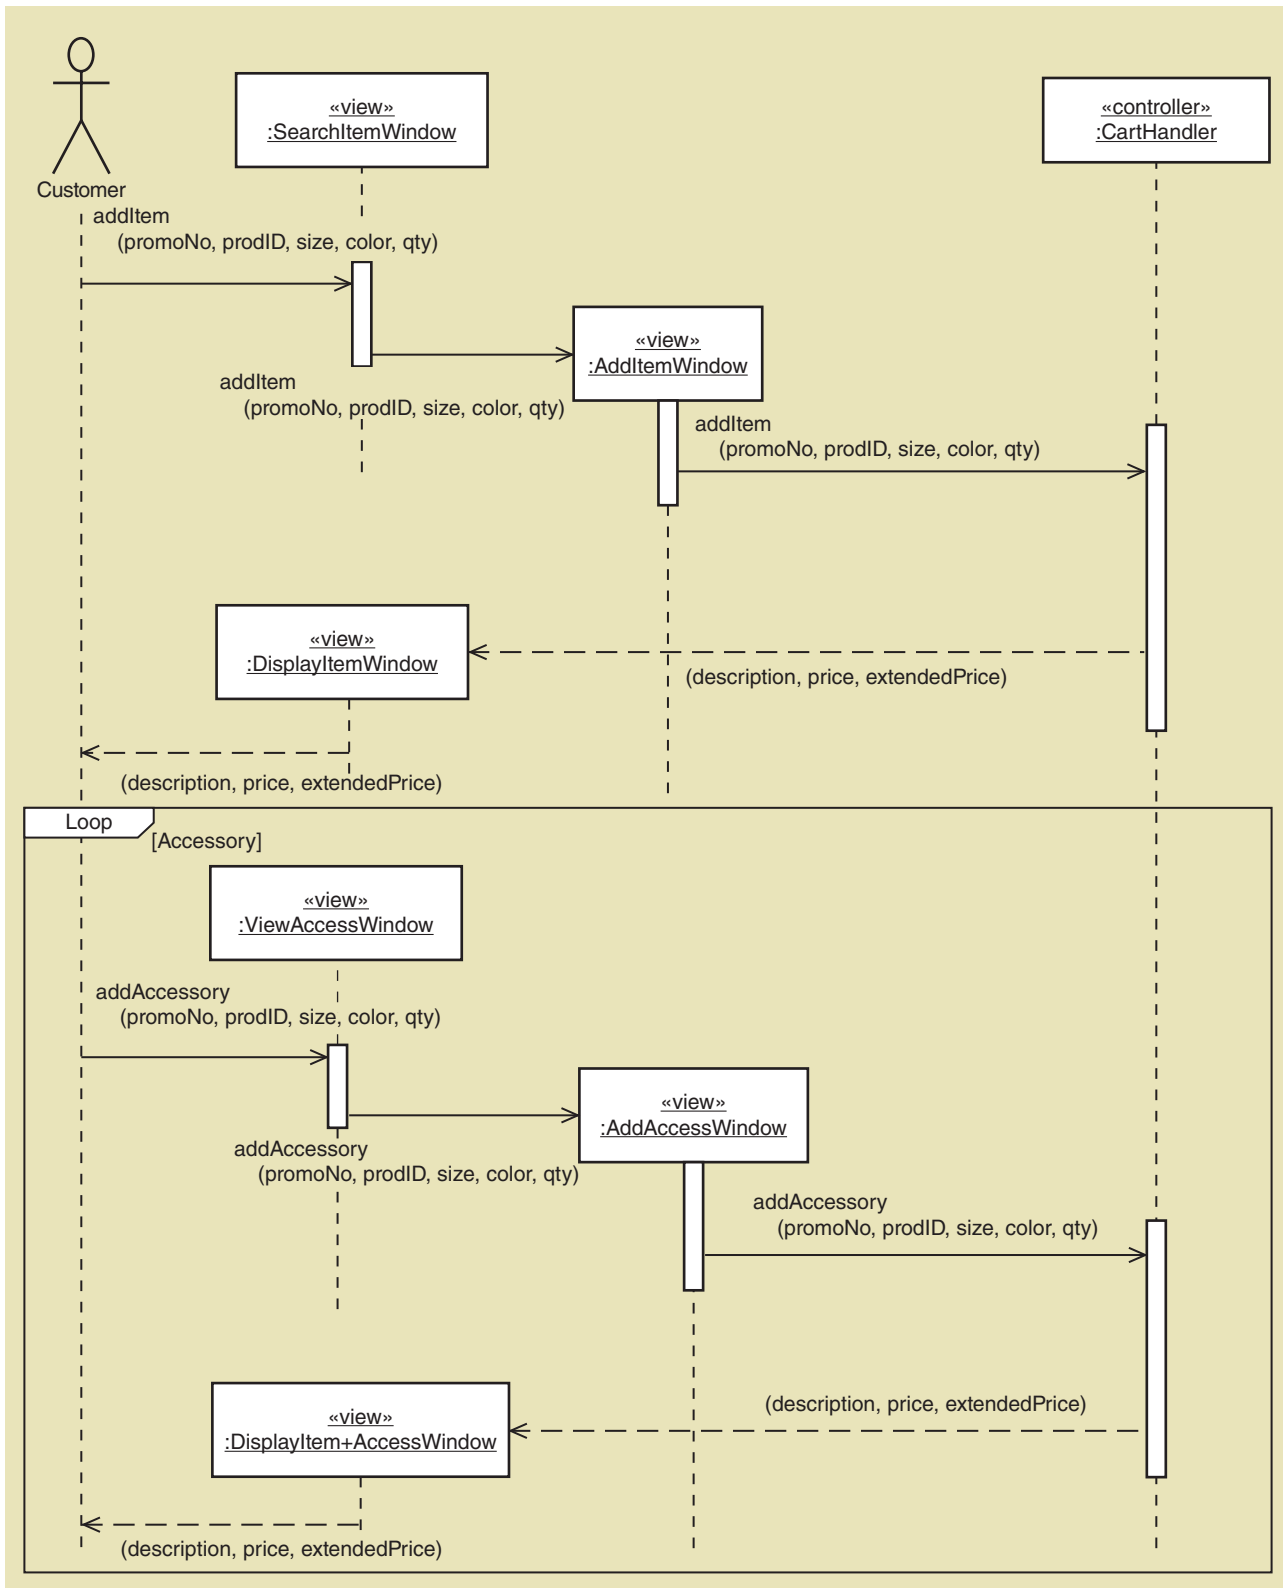 «view»
:SearchItemWindow
«controller»
:CartHandler
Customer
addItem
(promoNo, prodID, size, color, qty)
«view»
:AddItemWindow
addItem
(promoNo, prodID, size, color, qty)
addItem
(promoNo, prodID, size, color, qty)
«view»
:DisplayItemWindow
(description, price, extendedPrice)
(description, price, extendedPrice)
Loop
[Accessory]
«view»
:ViewAccessWindow
addAccessory
(promoNo, prodID, size, color, qty)
«view»
:AddAccessWindow
addAccessory
(promoNo, prodID, size, color, qty)
addAccessory
(promoNo, prodID, size, color, qty)
«view»
:DisplayItem+AccessWindow
(description, price, extendedPrice)
(description, price, extendedPrice)